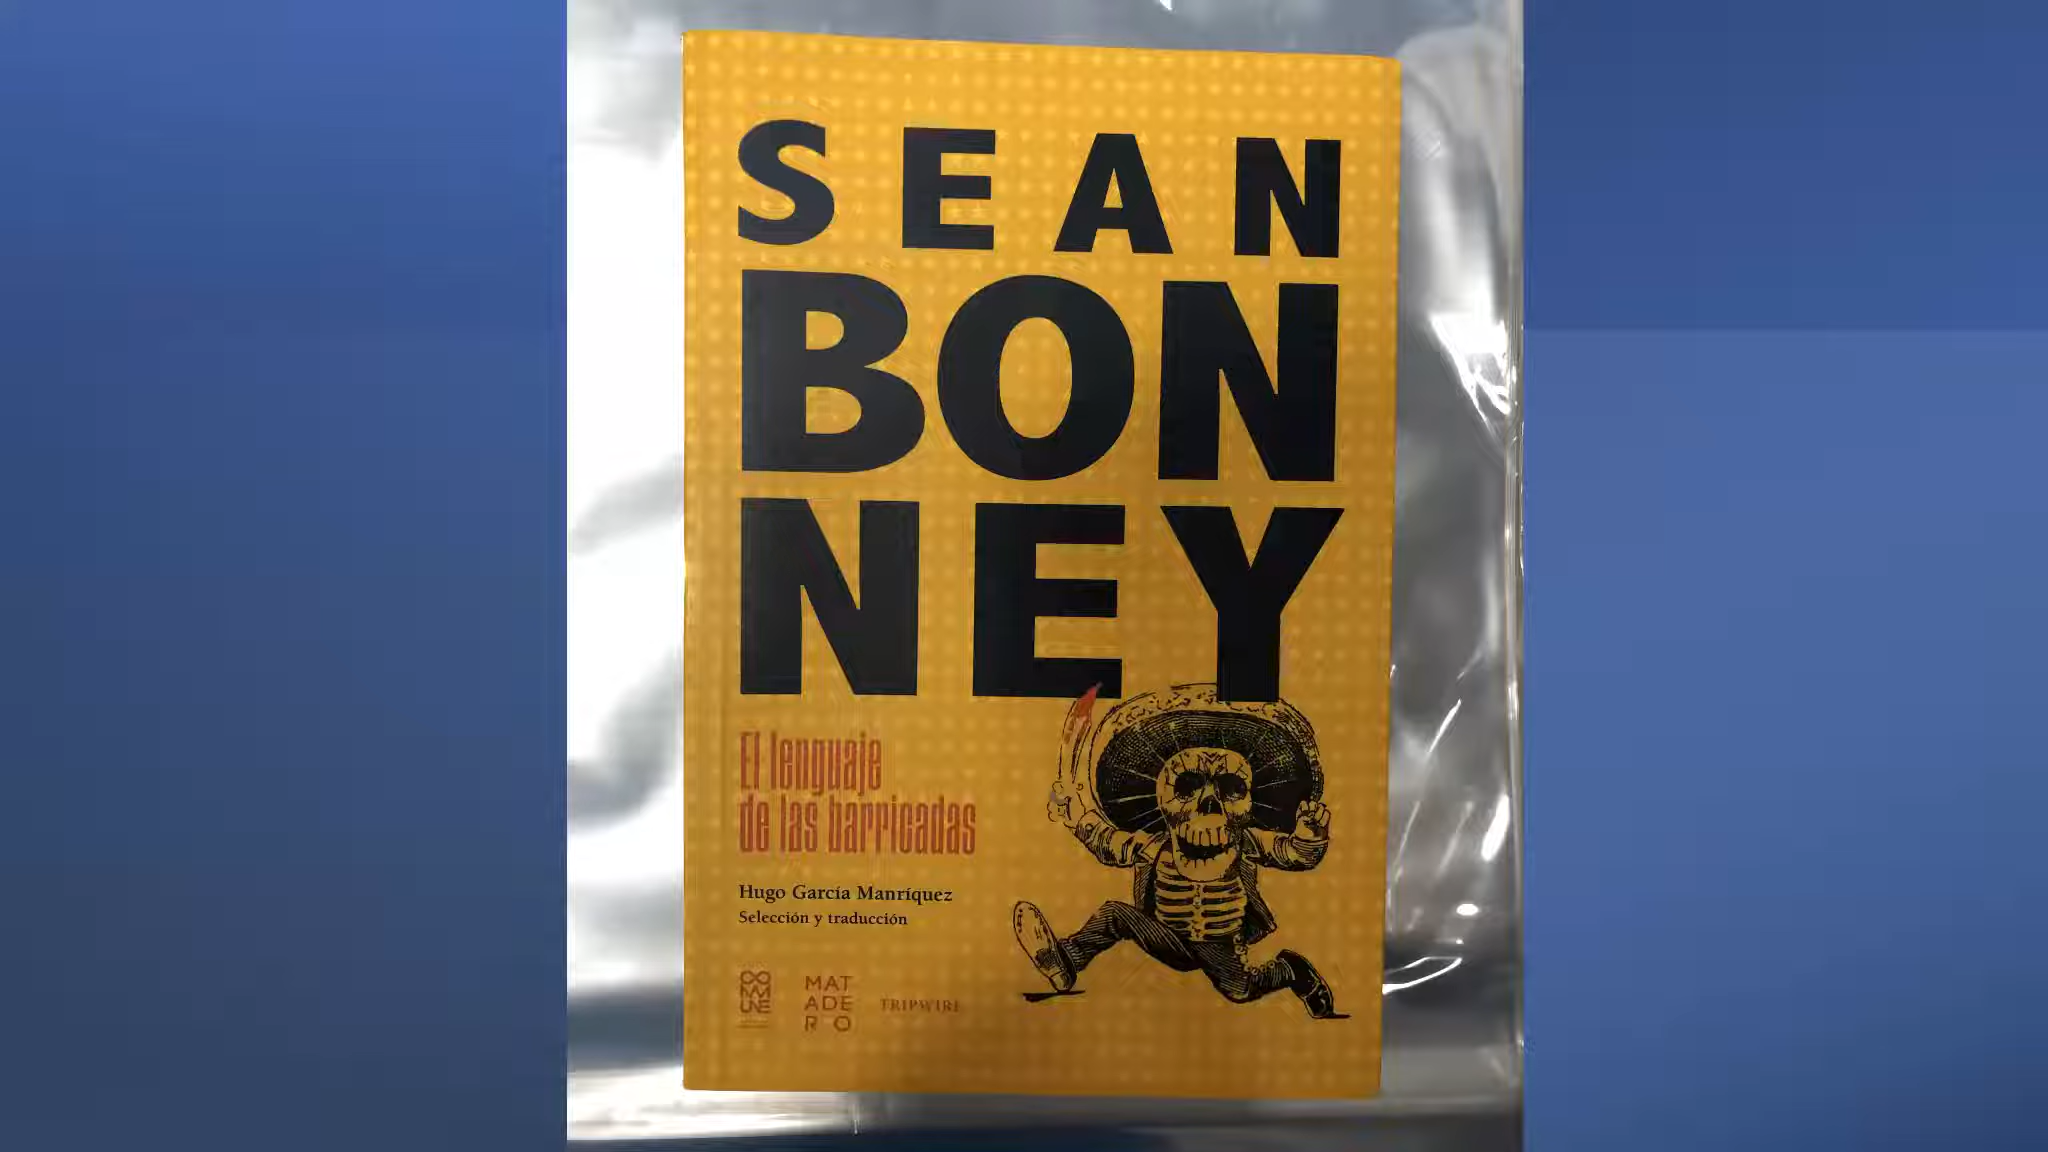 SEAN
BON
NEY
El lenguaje
de las barricadas
Hugo García Manríquez
Selección y traducción
COMMUNE
MAT
ADE
RO
TRIPWIRE